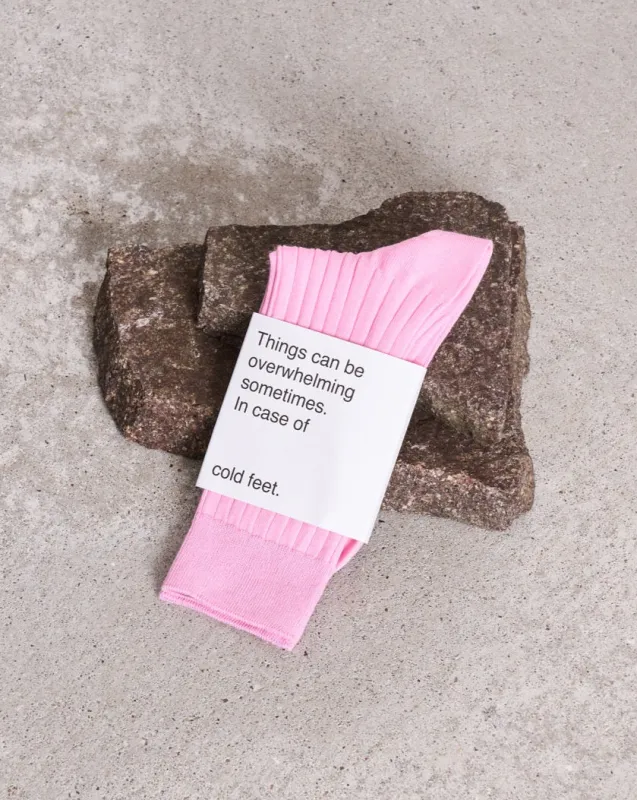 Things can be
overwhelming
sometimes.
In case of
cold feet.